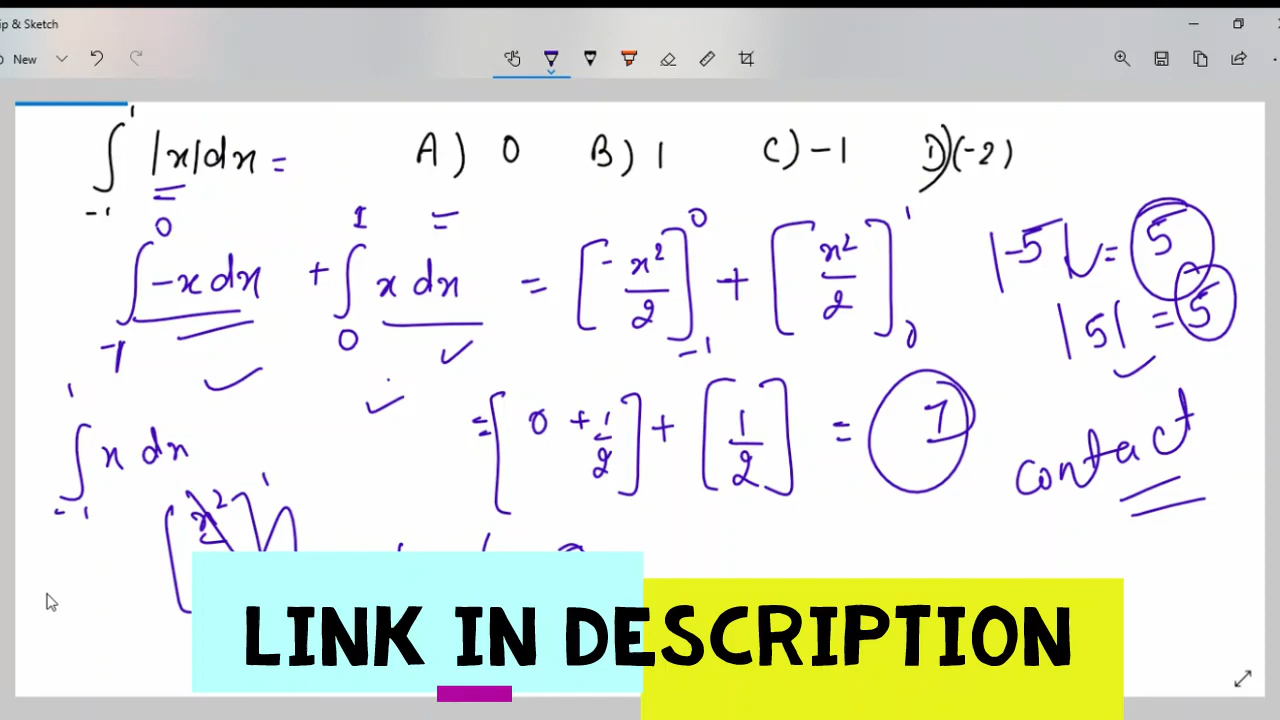 ip & Sketch
New
∫₋₁¹ |x|dx = A) 0 B) 1 C) -1 D) (-2)
∫₋₁⁰ -x dx + ∫₀¹ x dx = [-x²/2]₋₁⁰ + [x²/2]₀¹
|-5| = 5
|5| = 5
= [0 + 1/2] + [1/2] = 1
contact
∫₋₁¹ x dx
LINK IN DESCRIPTION